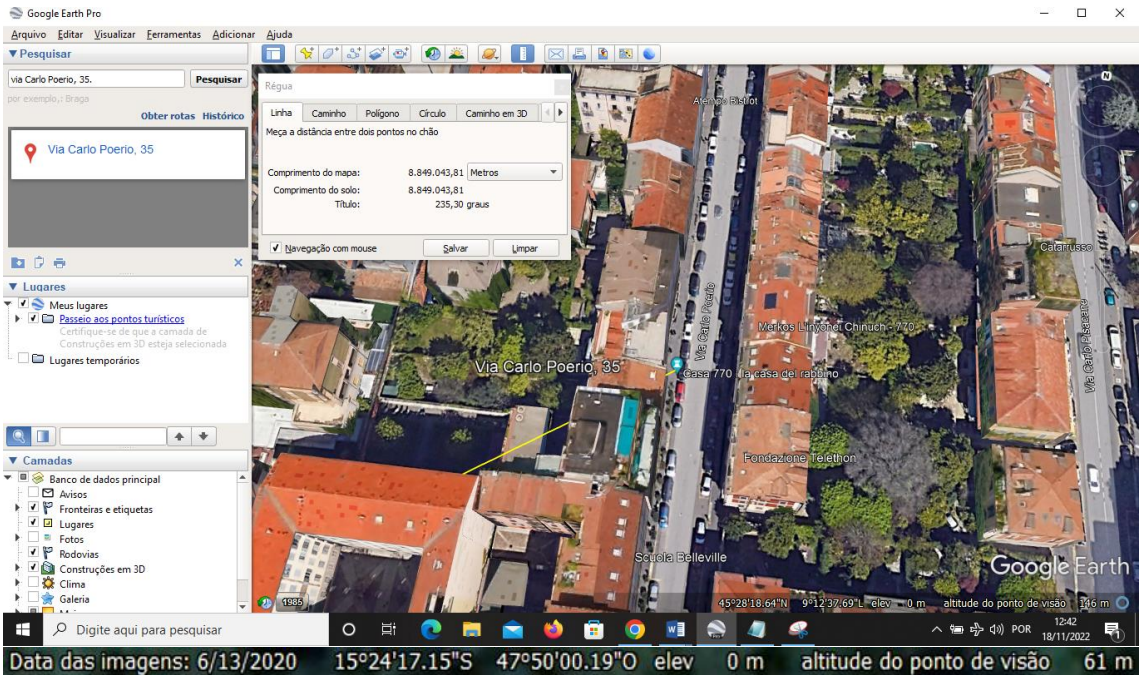 Google Earth Pro
Arquivo Editar Visualizar Ferramentas Adicionar Ajuda
Pesquisar
via Carlo Poerio, 35. Pesquisar
por exemplo,: Braga
Obter rotas Histórico
Via Carlo Poerio, 35
Lugares
Meus lugares
Passeio aos pontos turísticos
Certifique-se de que a camada de
Construções em 3D esteja selecionada
Lugares temporários
Camadas
Banco de dados principal
Avisos
Fronteiras e etiquetas
Lugares
Fotos
Rodovias
Construções em 3D
Clima
Galeria
Régua
Linha Caminho Polígono Círculo Caminho em 3D
Meça a distância entre dois pontos no chão
Comprimento do mapa: 8.849.043,81 Metros
Comprimento do solo: 8.849.043,81
Título: 235,30 graus
Navegação com mouse Salvar Limpar
N
Catarrusso
Via Carlo Poerio
Via Carlo Pisacane
Merkos L'inyonei Chinuch - 770
Via Carlo Poerio, 35
Casa 770 la casa del rabbino
Fondazione Telethon
Scuola Belleville
Google Earth
1985
45°28'18.64"N 9°12'37.69"L elev 0 m altitude do ponto de visão 146 m
Digite aqui para pesquisar
POR
12:42
18/11/2022
Data das imagens: 6/13/2020 15°24'17.15"S 47°50'00.19"O elev 0 m altitude do ponto de visão 61 m